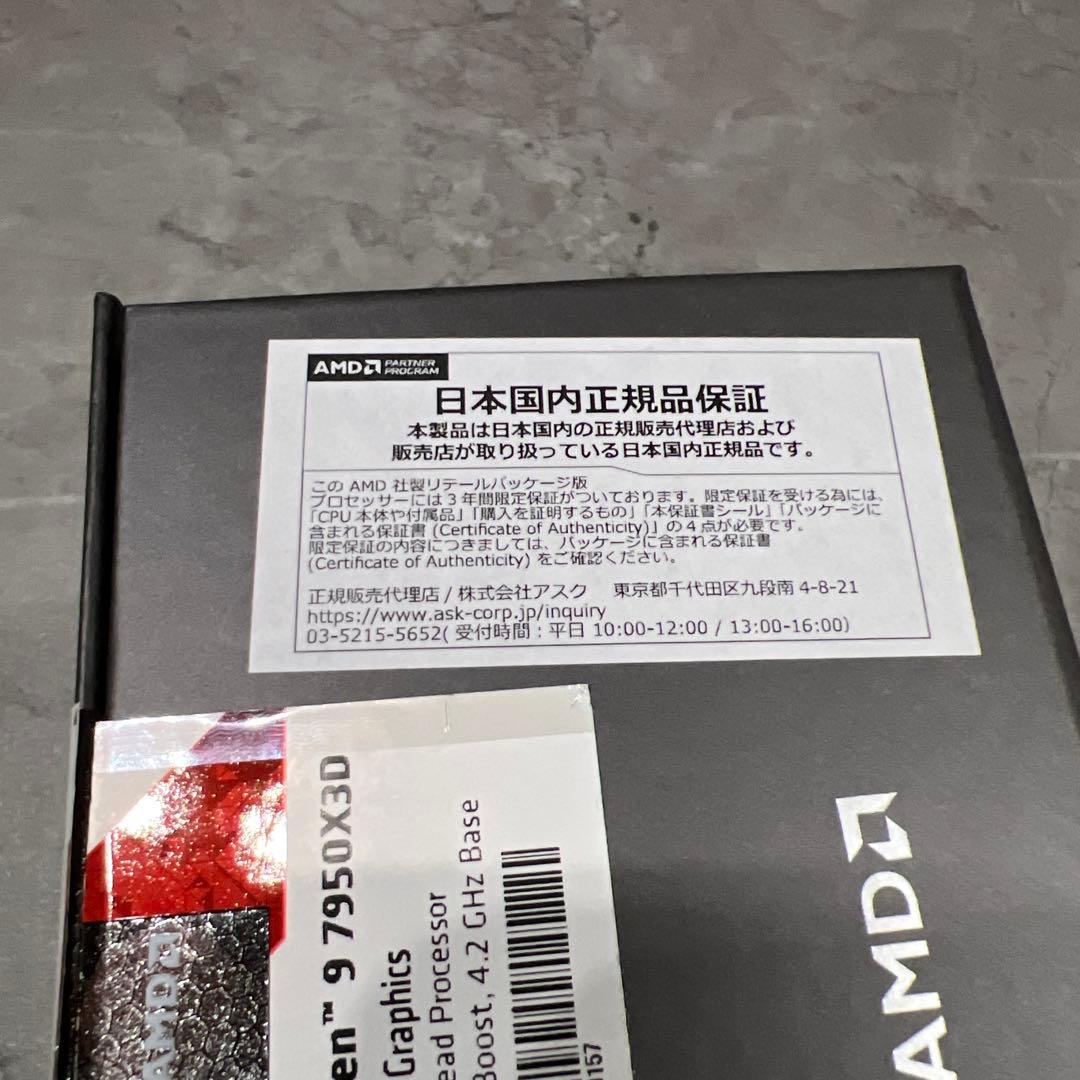 AMD PARTNER PROGRAM
日本国内正規品保証
本製品は日本国内の正規販売代理店および
販売店が取り扱っている日本国内正規品です。
この AMD 社製リテールパッケージ版
プロセッサーには 3 年間限定保証がついております。限定保証を受ける為には、
「CPU 本体や付属品」「購入を証明するもの」「本保証書シール」「パッケージに
含まれる保証書 (Certificate of Authenticity)」の 4 点が必要です。
限定保証の内容につきましては、パッケージに含まれる保証書
(Certificate of Authenticity) をご確認ください。
正規販売代理店 / 株式会社アスク 東京都千代田区九段南 4-8-21
https://www.ask-corp.jp/inquiry
03-5215-5652( 受付時間 : 平日 10:00-12:00 / 13:00-16:00)
AMD
en™ 9 7950X3D
Graphics
ead Processor
Boost, 4.2 GHz Base
157
AMD